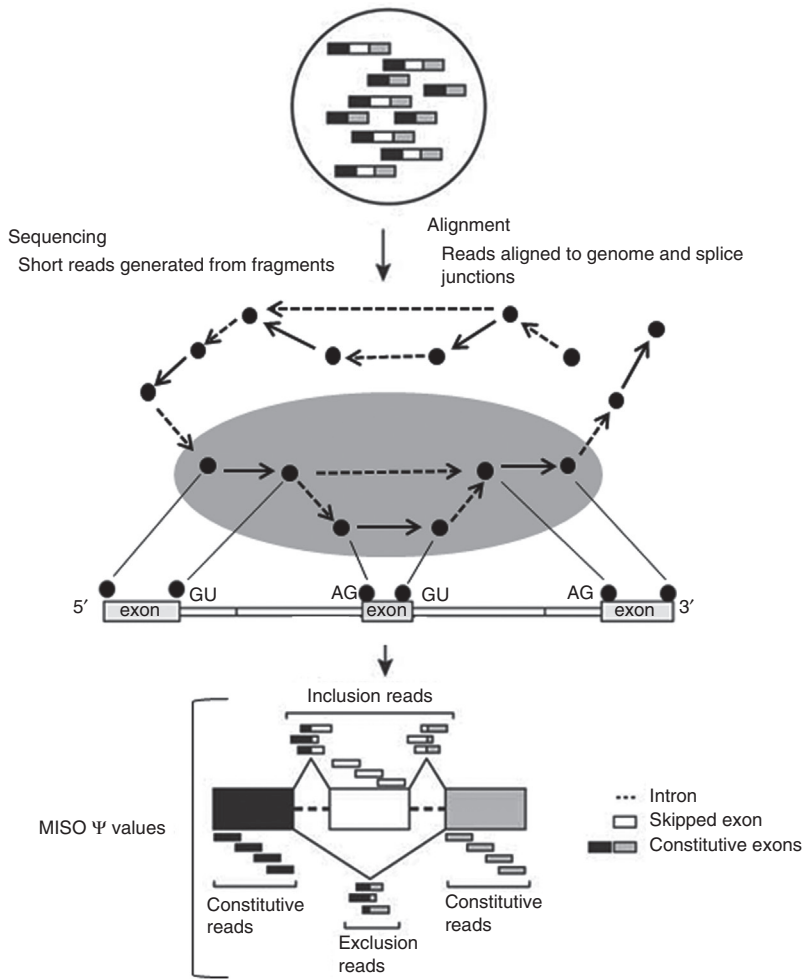 Sequencing
Short reads generated from fragments
Alignment
Reads aligned to genome and splice
junctions
5′ exon GU AG exon GU AG exon 3′
Inclusion reads
MISO Ψ values
Constitutive
reads
Exclusion
reads
Constitutive
reads
Intron
Skipped exon
Constitutive exons